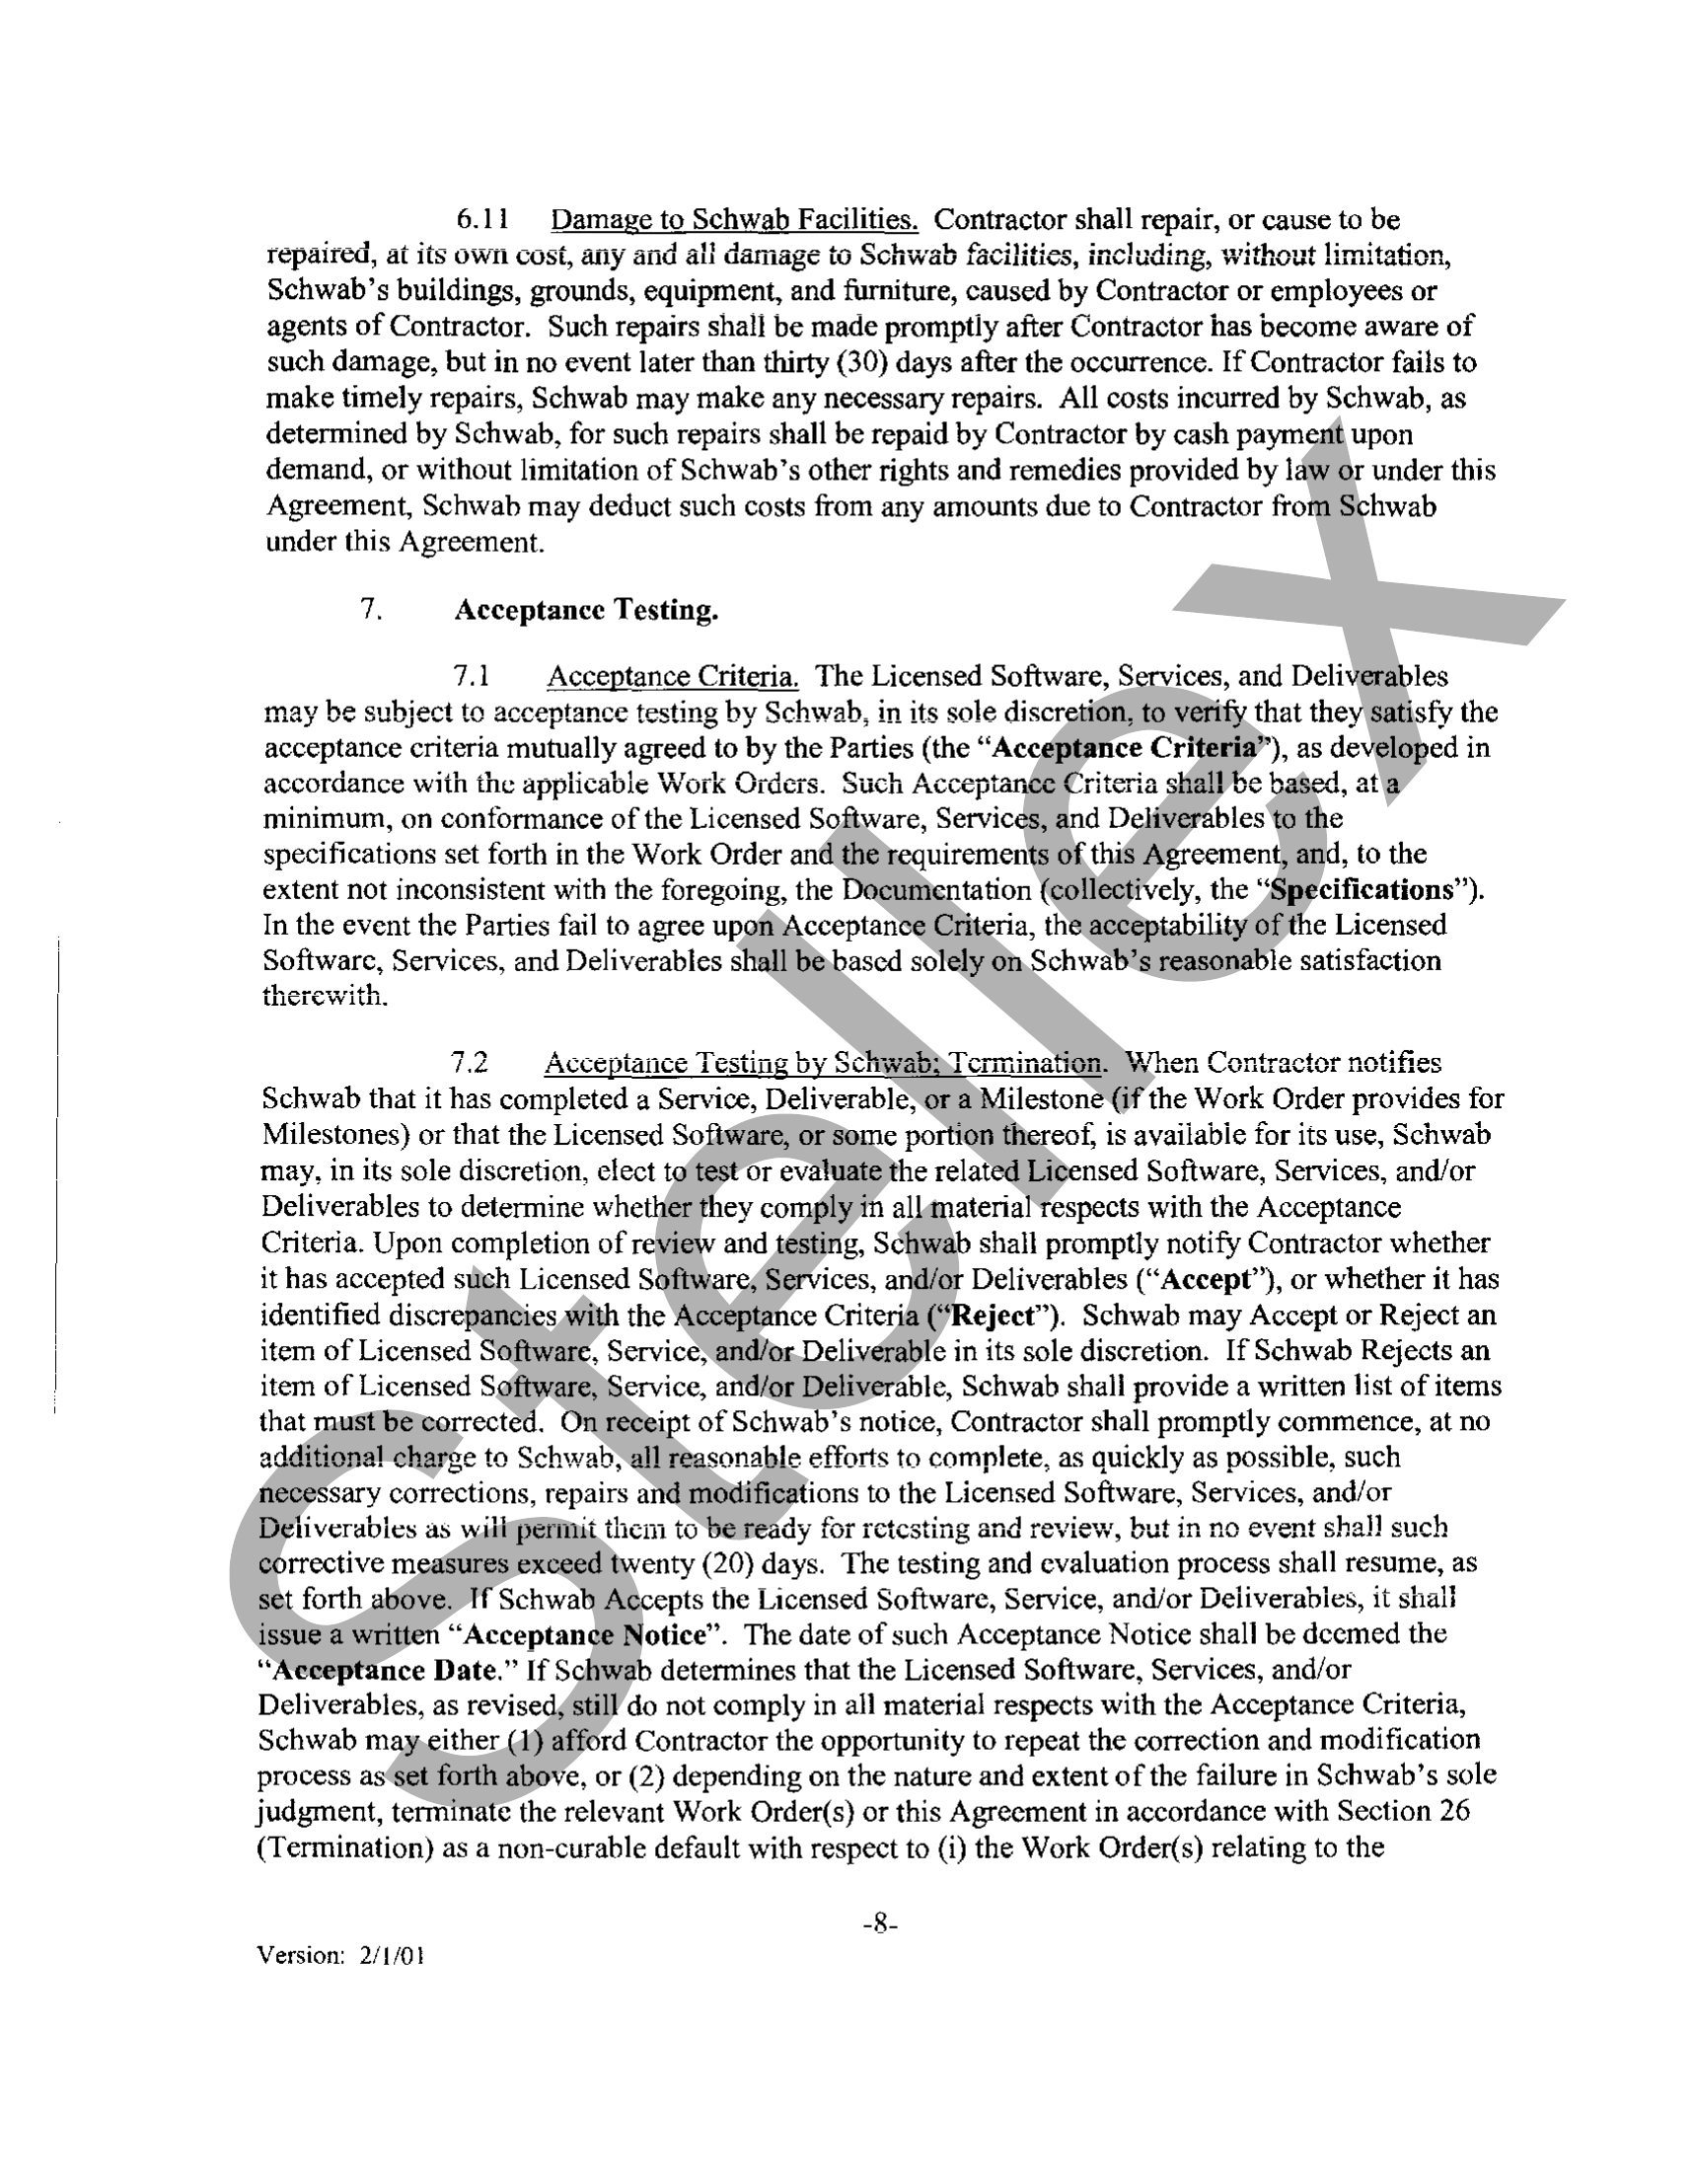 6.11 Damage to Schwab Facilities. Contractor shall repair, or cause to be
repaired, at its own cost, any and all damage to Schwab facilities, including, without limitation,
Schwab's buildings, grounds, equipment, and furniture, caused by Contractor or employees or
agents of Contractor. Such repairs shall be made promptly after Contractor has become aware of
such damage, but in no event later than thirty (30) days after the occurrence. If Contractor fails to
make timely repairs, Schwab may make any necessary repairs. All costs incurred by Schwab, as
determined by Schwab, for such repairs shall be repaid by Contractor by cash payment upon
demand, or without limitation of Schwab's other rights and remedies provided by law or under this
Agreement, Schwab may deduct such costs from any amounts due to Contractor from Schwab
under this Agreement.
7. Acceptance Testing.
7.1 Acceptance Criteria. The Licensed Software, Services, and Deliverables
may be subject to acceptance testing by Schwab, in its sole discretion, to verify that they satisfy the
acceptance criteria mutually agreed to by the Parties (the “Acceptance Criteria”), as developed in
accordance with the applicable Work Orders. Such Acceptance Criteria shall be based, at a
minimum, on conformance of the Licensed Software, Services, and Deliverables to the
specifications set forth in the Work Order and the requirements of this Agreement, and, to the
extent not inconsistent with the foregoing, the Documentation (collectively, the “Specifications”).
In the event the Parties fail to agree upon Acceptance Criteria, the acceptability of the Licensed
Software, Services, and Deliverables shall be based solely on Schwab's reasonable satisfaction
therewith.
7.2 Acceptance Testing by Schwab; Termination. When Contractor notifies
Schwab that it has completed a Service, Deliverable, or a Milestone (if the Work Order provides for
Milestones) or that the Licensed Software, or some portion thereof, is available for its use, Schwab
may, in its sole discretion, elect to test or evaluate the related Licensed Software, Services, and/or
Deliverables to determine whether they comply in all material respects with the Acceptance
Criteria. Upon completion of review and testing, Schwab shall promptly notify Contractor whether
it has accepted such Licensed Software, Services, and/or Deliverables (“Accept”), or whether it has
identified discrepancies with the Acceptance Criteria (“Reject”). Schwab may Accept or Reject an
item of Licensed Software, Service, and/or Deliverable in its sole discretion. If Schwab Rejects an
item of Licensed Software, Service, and/or Deliverable, Schwab shall provide a written list of items
that must be corrected. On receipt of Schwab's notice, Contractor shall promptly commence, at no
additional charge to Schwab, all reasonable efforts to complete, as quickly as possible, such
necessary corrections, repairs and modifications to the Licensed Software, Services, and/or
Deliverables as will permit them to be ready for retesting and review, but in no event shall such
corrective measures exceed twenty (20) days. The testing and evaluation process shall resume, as
set forth above. If Schwab Accepts the Licensed Software, Service, and/or Deliverables, it shall
issue a written “Acceptance Notice”. The date of such Acceptance Notice shall be deemed the
“Acceptance Date.” If Schwab determines that the Licensed Software, Services, and/or
Deliverables, as revised, still do not comply in all material respects with the Acceptance Criteria,
Schwab may either (1) afford Contractor the opportunity to repeat the correction and modification
process as set forth above, or (2) depending on the nature and extent of the failure in Schwab's sole
judgment, terminate the relevant Work Order(s) or this Agreement in accordance with Section 26
(Termination) as a non-curable default with respect to (i) the Work Order(s) relating to the
-8-
Version: 2/1/01
Stellex